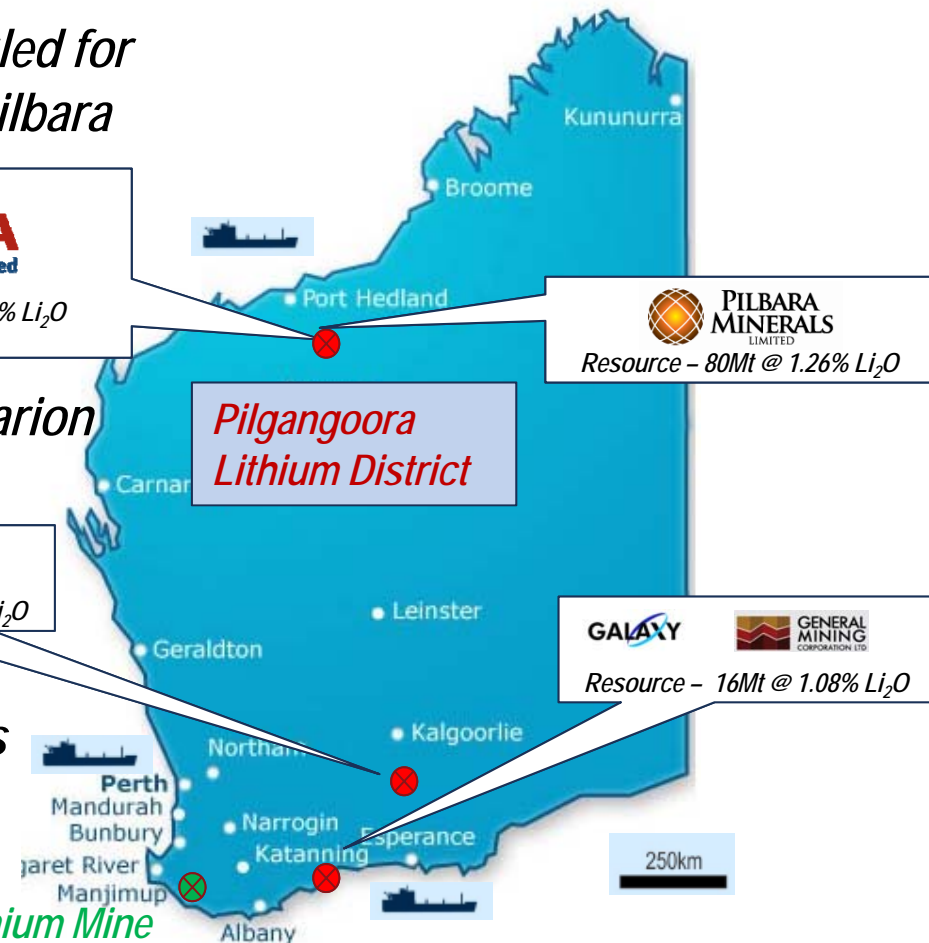 led for
ilbara
Kununurra
Broome
A
ed
% Li₂O
Port Hedland
PILBARA
MINERALS
LIMITED
Resource – 80Mt @ 1.26% Li₂O
arion
Pilgangoora
Lithium District
Carnar
i₂O
Leinster
Geraldton
GALAXY
GENERAL
MINING
CORPORATION LTD
Resource – 16Mt @ 1.08% Li₂O
s
Kalgoorlie
Northam
Perth
Mandurah
Bunbury
Narrogin
Esperance
Katanning
garet River
Manjimup
250km
nium Mine
Albany